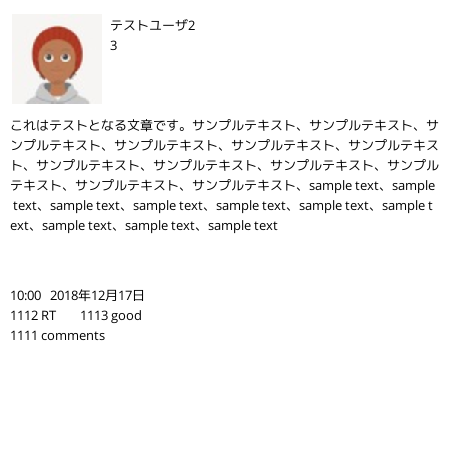 テストユーザ2
3
これはテストとなる文章です。サンプルテキスト、サンプルテキスト、サ
ンプルテキスト、サンプルテキスト、サンプルテキスト、サンプルテキス
ト、サンプルテキスト、サンプルテキスト、サンプルテキスト、サンプル
テキスト、サンプルテキスト、サンプルテキスト、sample text、sample
text、sample text、sample text、sample text、sample text、sample t
ext、sample text、sample text、sample text
10:00 2018年12月17日
1112 RT 1113 good
1111 comments